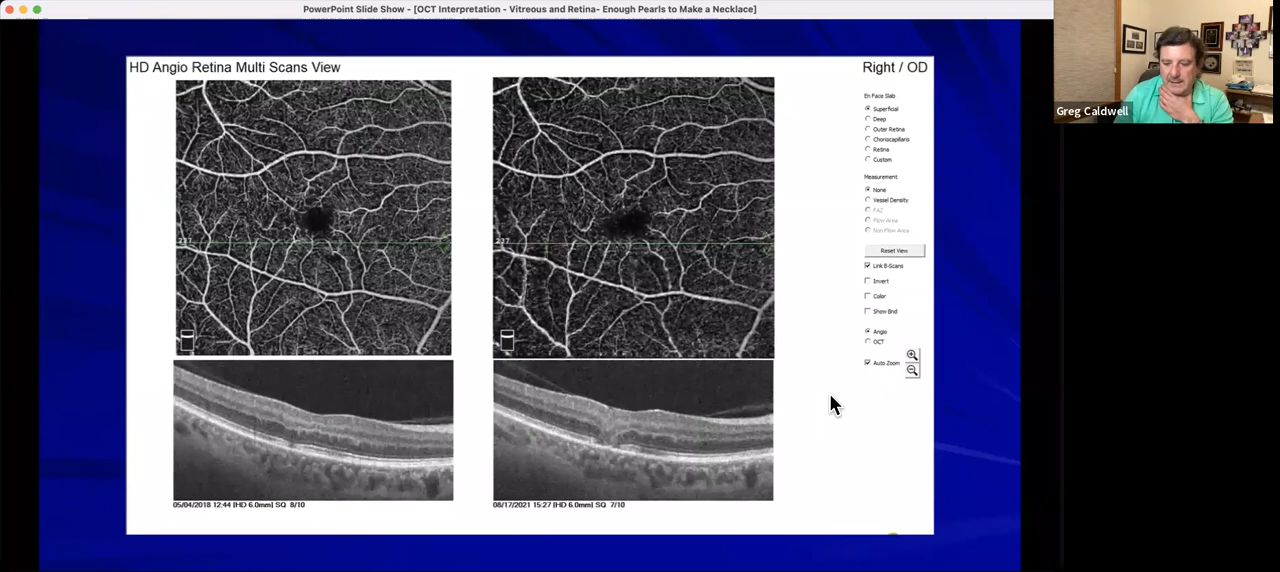 PowerPoint Slide Show - [OCT Interpretation - Vitreous and Retina- Enough Pearls to Make a Necklace]
Greg Caldwell
HD Angio Retina Multi Scans View
Right / OD
En Face Slab
Superficial
Deep
Outer Retina
Choriocapillaris
Retina
Custom
Measurement
None
Vessel Density
FAZ
Flow Area
Non Flow Area
Reset View
Link B-Scans
Invert
Color
Show Bnd
Angio
OCT
Auto Zoom
237
237
05/04/2018 12:44 [HD 6.0mm] SQ 8/10
08/17/2021 15:27 [HD 6.0mm] SQ 7/10